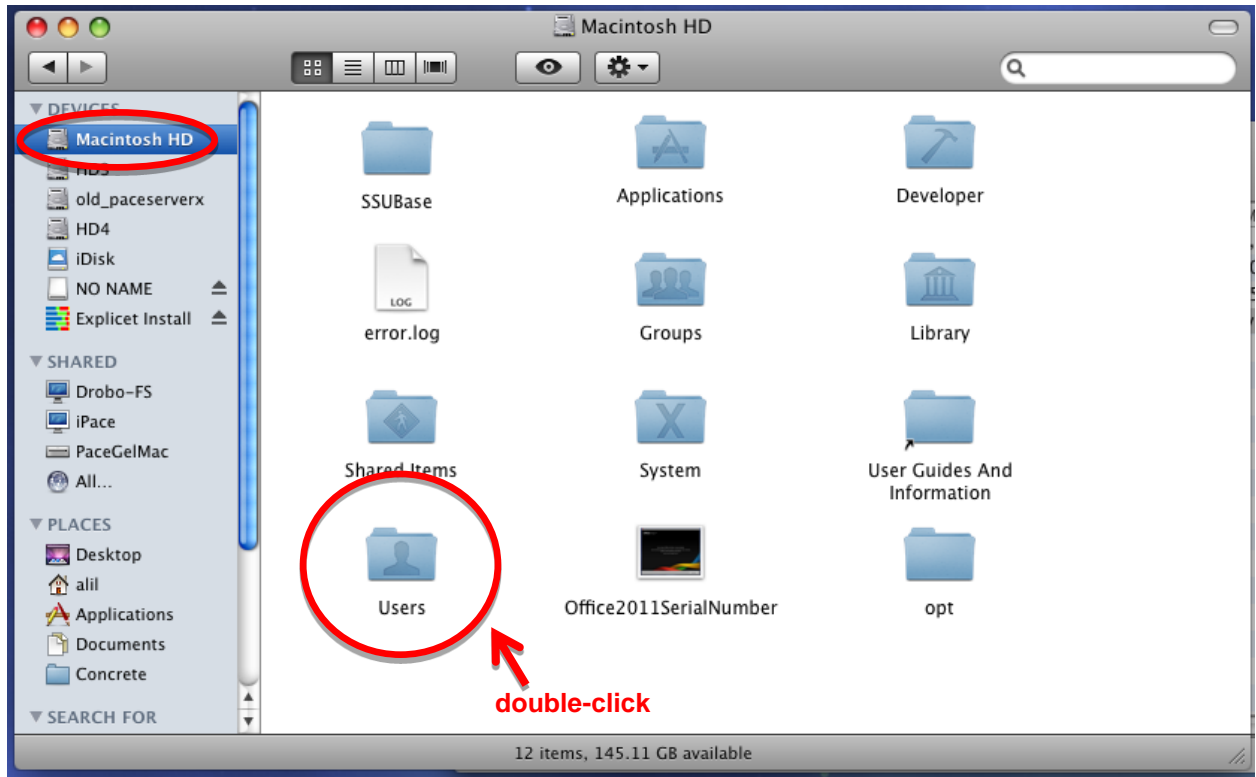 Macintosh HD
DEVICES
Macintosh HD
HD3
old_paceserverx
HD4
iDisk
NO NAME
Explicet Install
SHARED
Drobo-FS
iPace
PaceGelMac
All...
PLACES
Desktop
alil
Applications
Documents
Concrete
SEARCH FOR
SSUBase
Applications
Developer
LOG
error.log
Groups
Library
Shared Items
System
User Guides And
Information
Users
Office2011SerialNumber
opt
double-click
12 items, 145.11 GB available